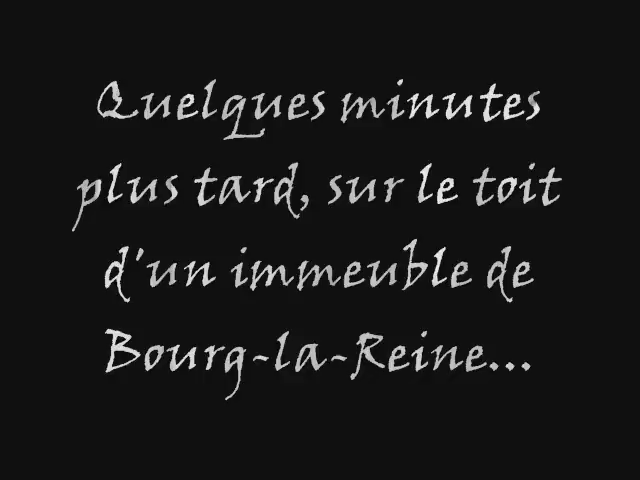 Quelques minutes
plus tard, sur le toit
d'un immeuble de
Bourg-la-Reine...